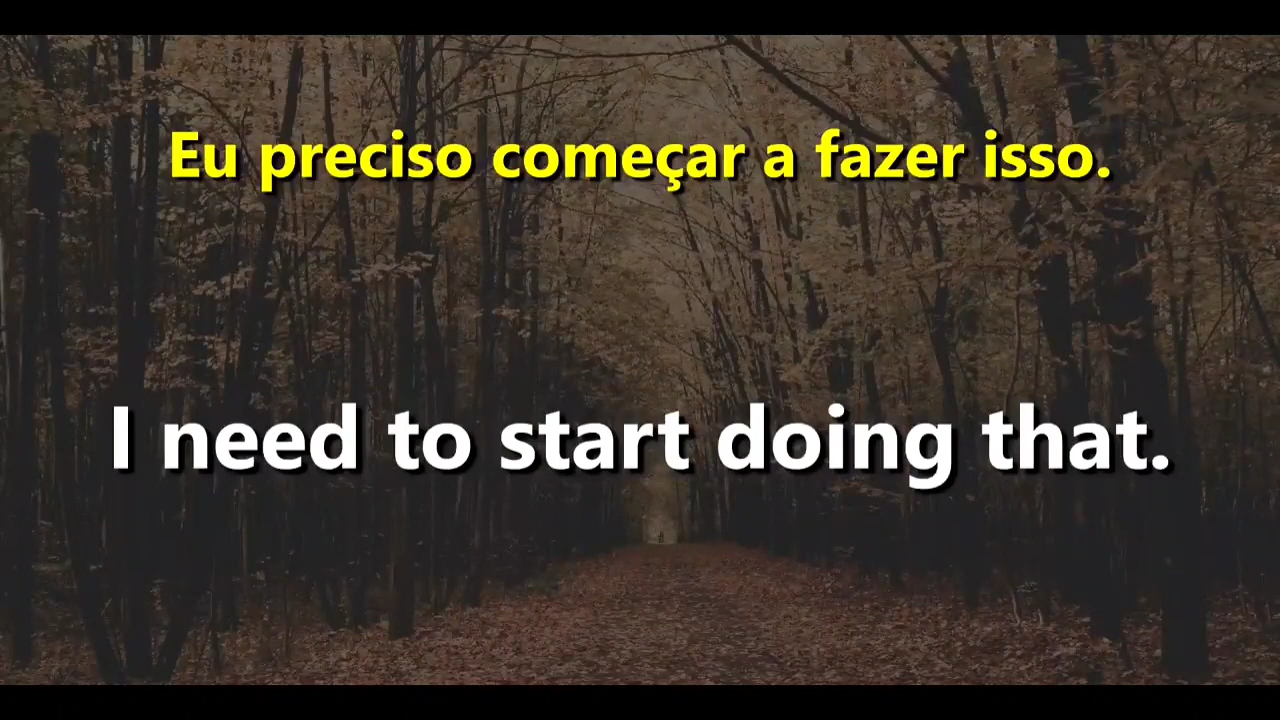 Eu preciso começar a fazer isso.
I need to start doing that.